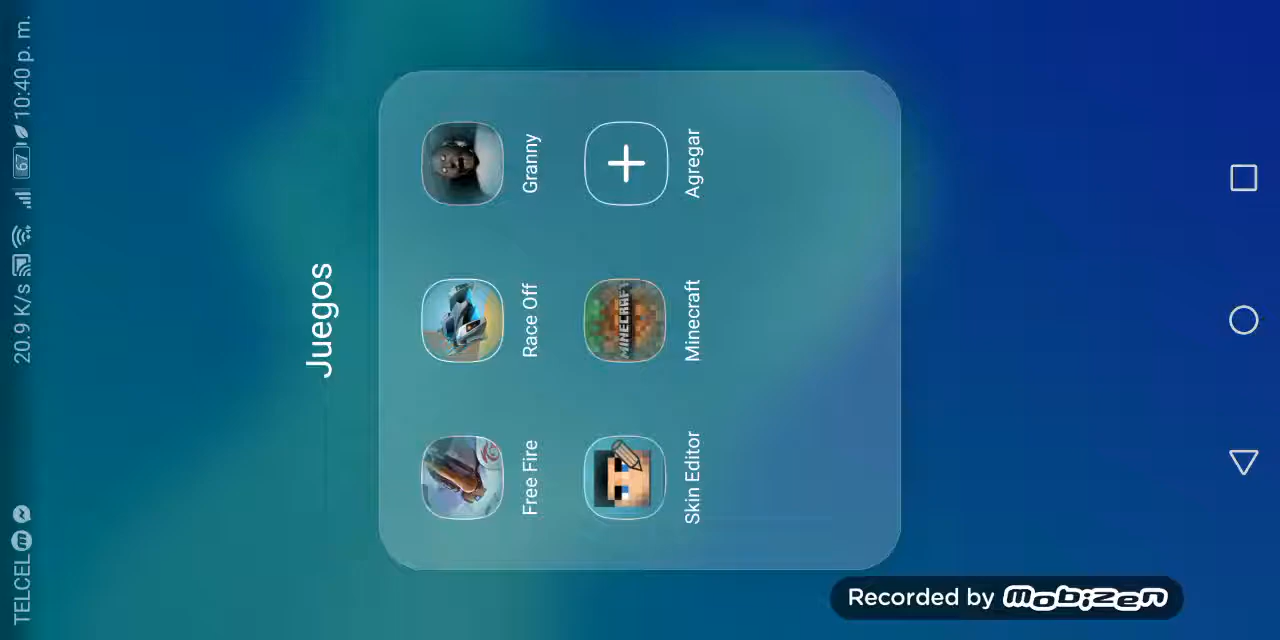 TELCEL 20.9 K/s 67 10:40 p. m.
Juegos
Free Fire
Race Off
Granny
MINECRAFT
Skin Editor
Minecraft
Agregar
Recorded by mobizen